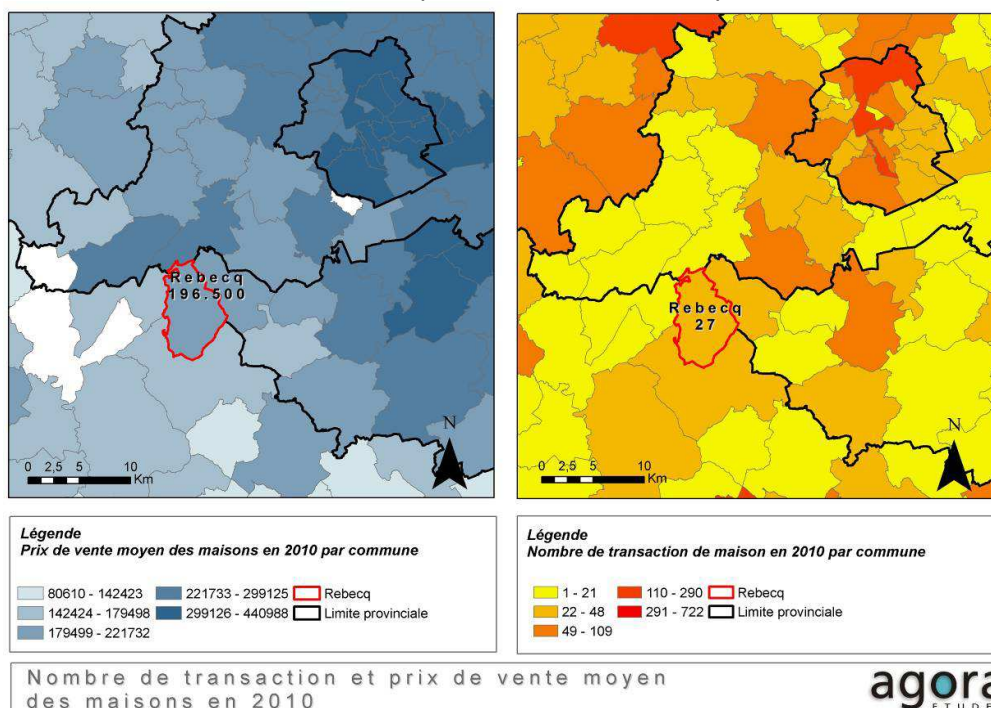 Rebecq
196.500
N
0 2,5 5 10
Km
Rebecq
27
N
0 2,5 5 10
Km
Légende
Prix de vente moyen des maisons en 2010 par commune
80610 - 142423
221733 - 299125
Rebecq
142424 - 179498
299126 - 440988
Limite provinciale
179499 - 221732
Légende
Nombre de transaction de maison en 2010 par commune
1 - 21
110 - 290
Rebecq
22 - 48
291 - 722
Limite provinciale
49 - 109
Nombre de transaction et prix de vente moyen
des maisons en 2010
agora
ETUDE